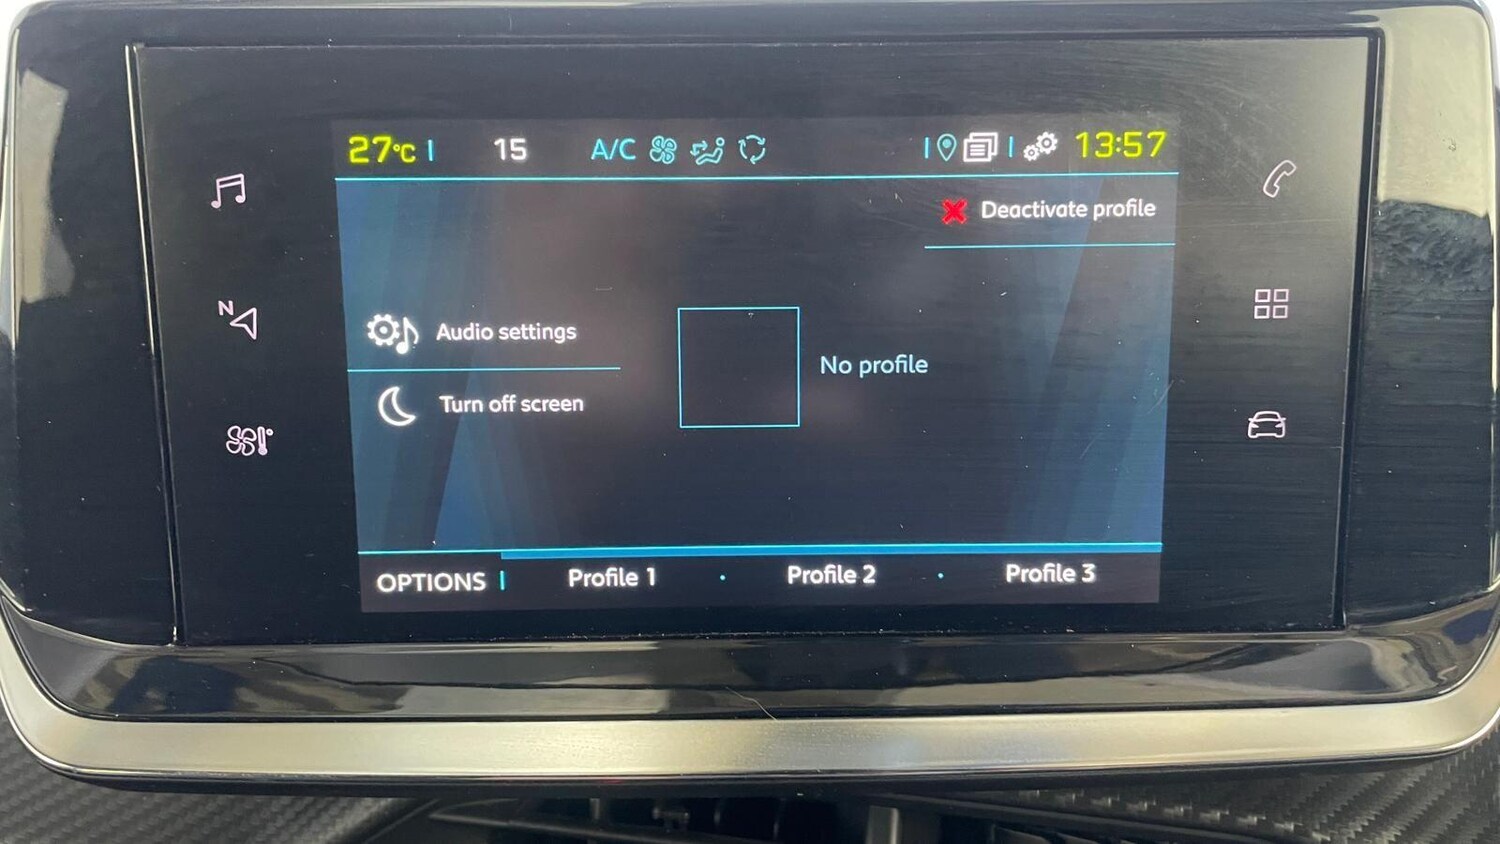 27°C 15 A/C 13:57
Deactivate profile
N
Audio settings
No profile
Turn off screen
OPTIONS Profile 1 Profile 2 Profile 3